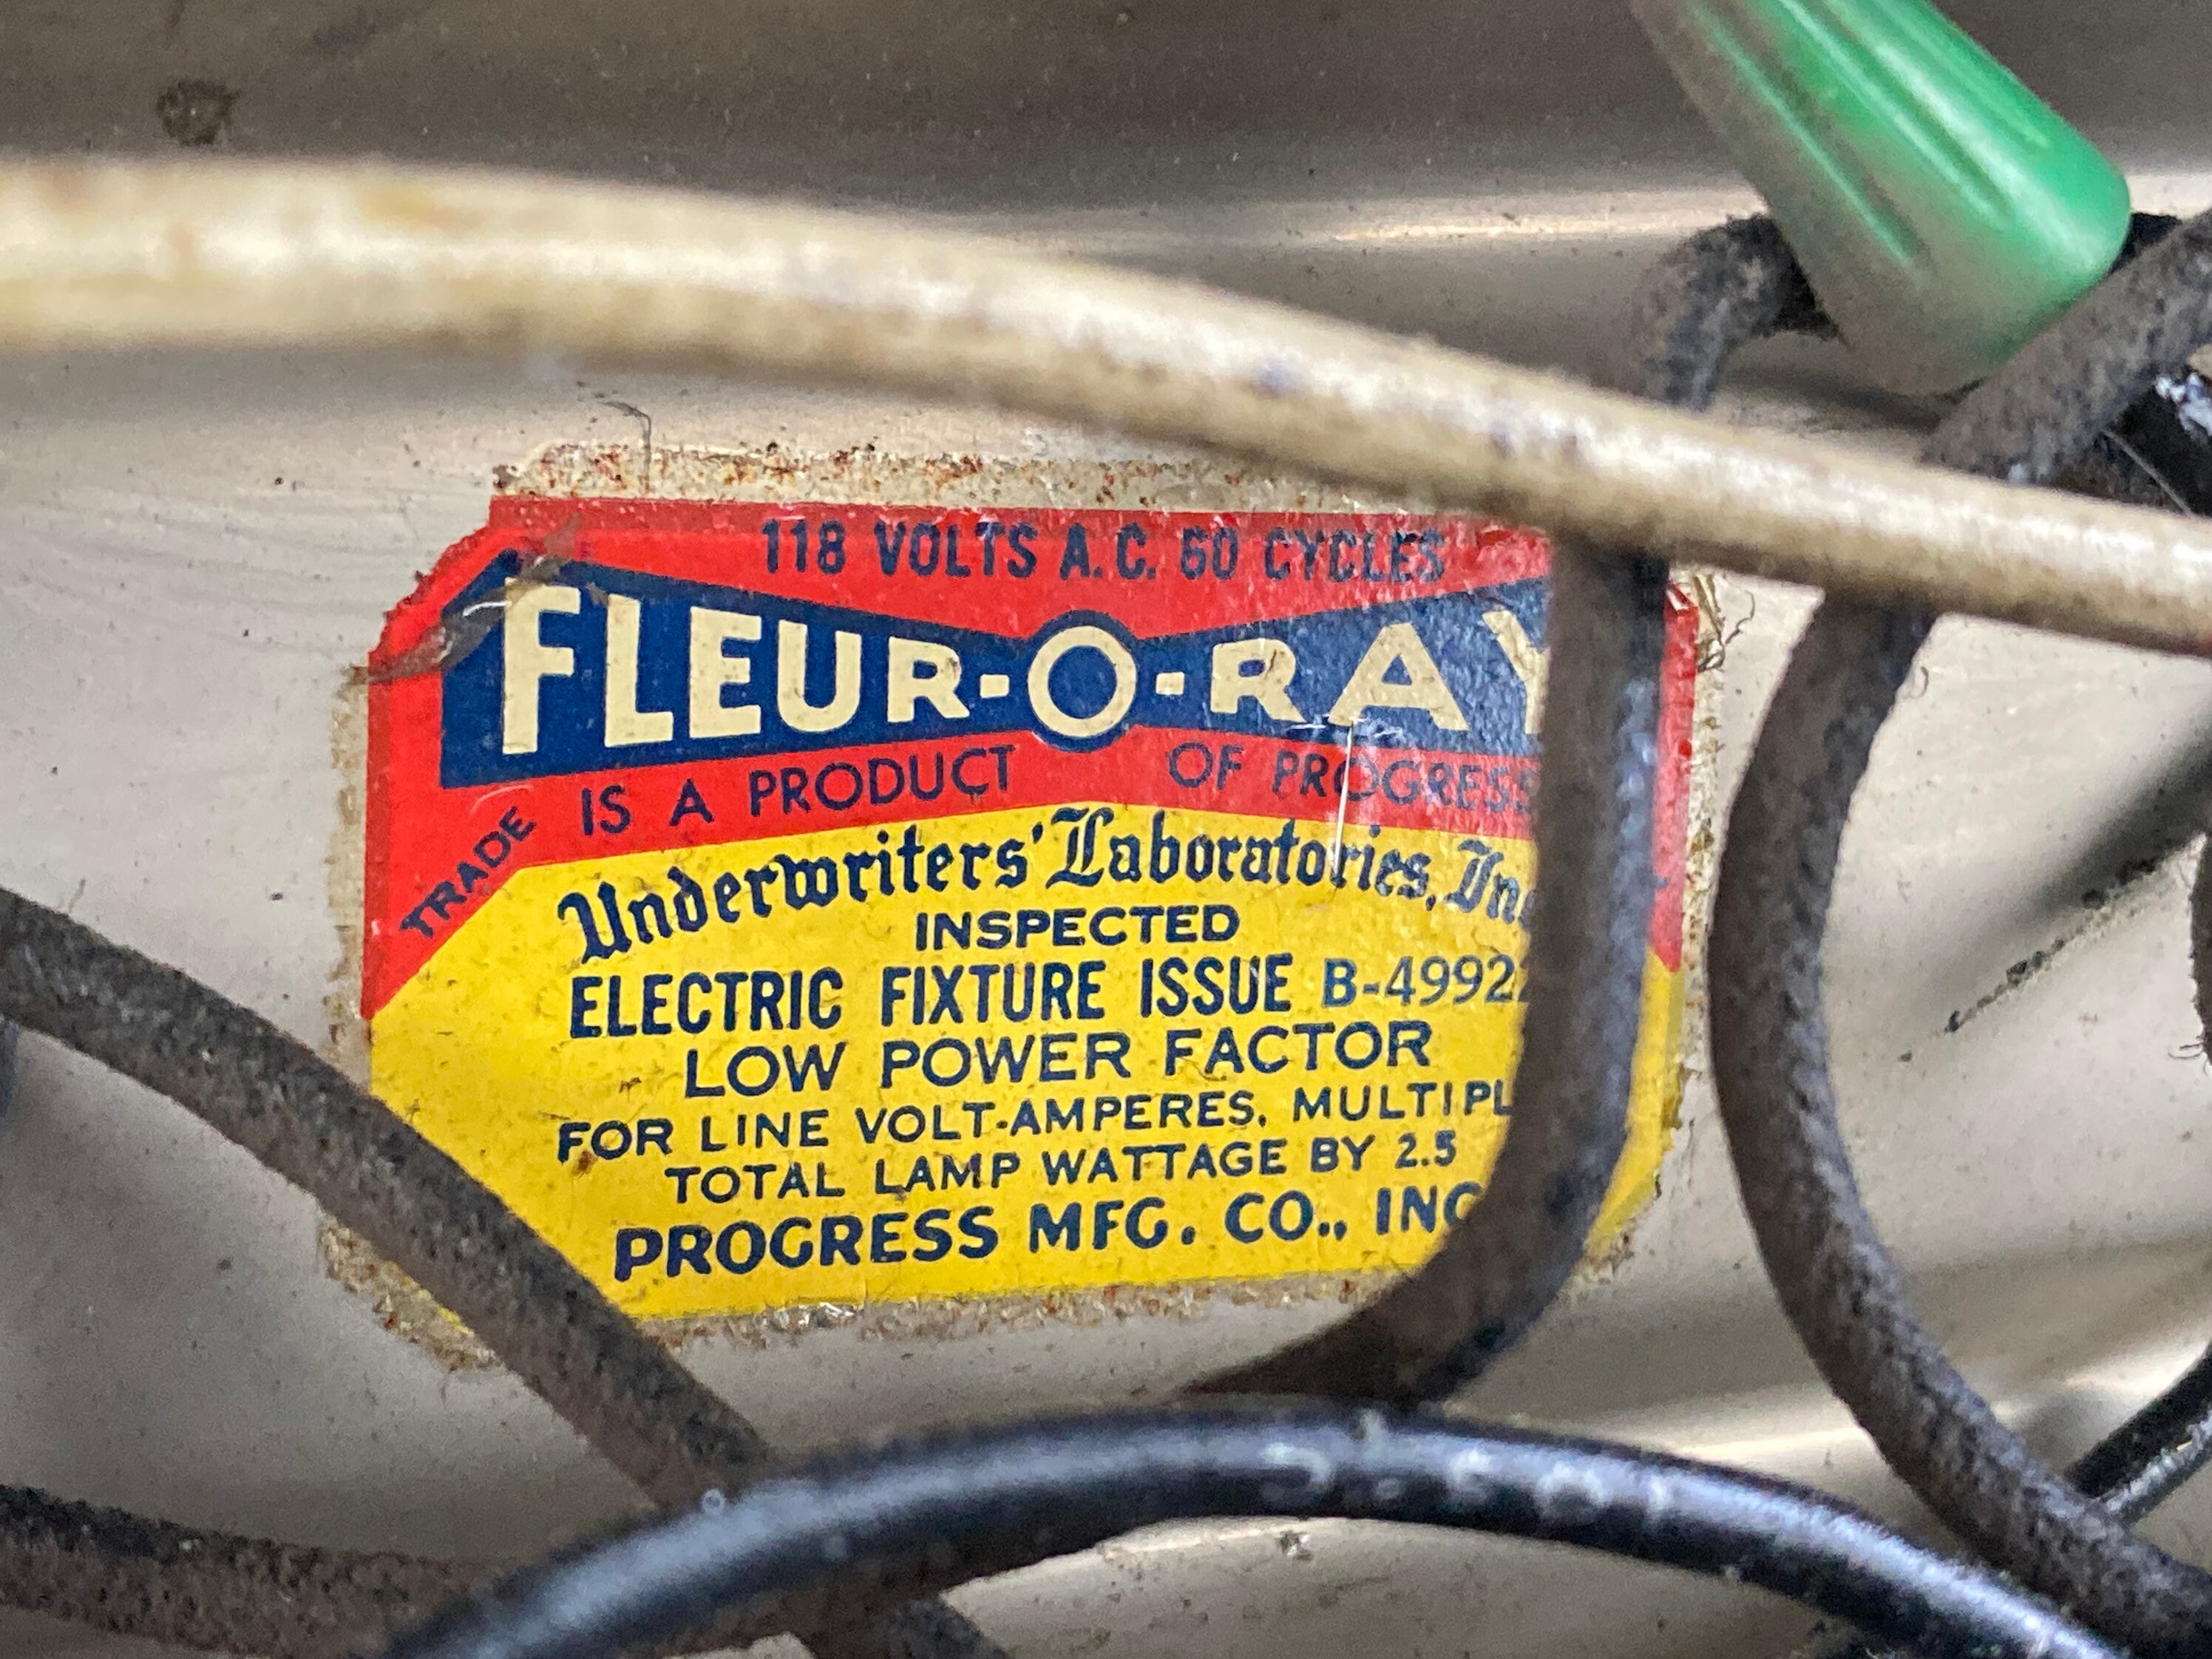 118 VOLTS A.C. 60 CYCLES
FLEUR-O-RAY
IS A PRODUCT OF PROGRESS
TRADE
Underwriters' Laboratories, Inc
INSPECTED
ELECTRIC FIXTURE ISSUE B-4992
LOW POWER FACTOR
FOR LINE VOLT-AMPERES, MULTIPL
TOTAL LAMP WATTAGE BY 2.5
PROGRESS MFG. CO., INC